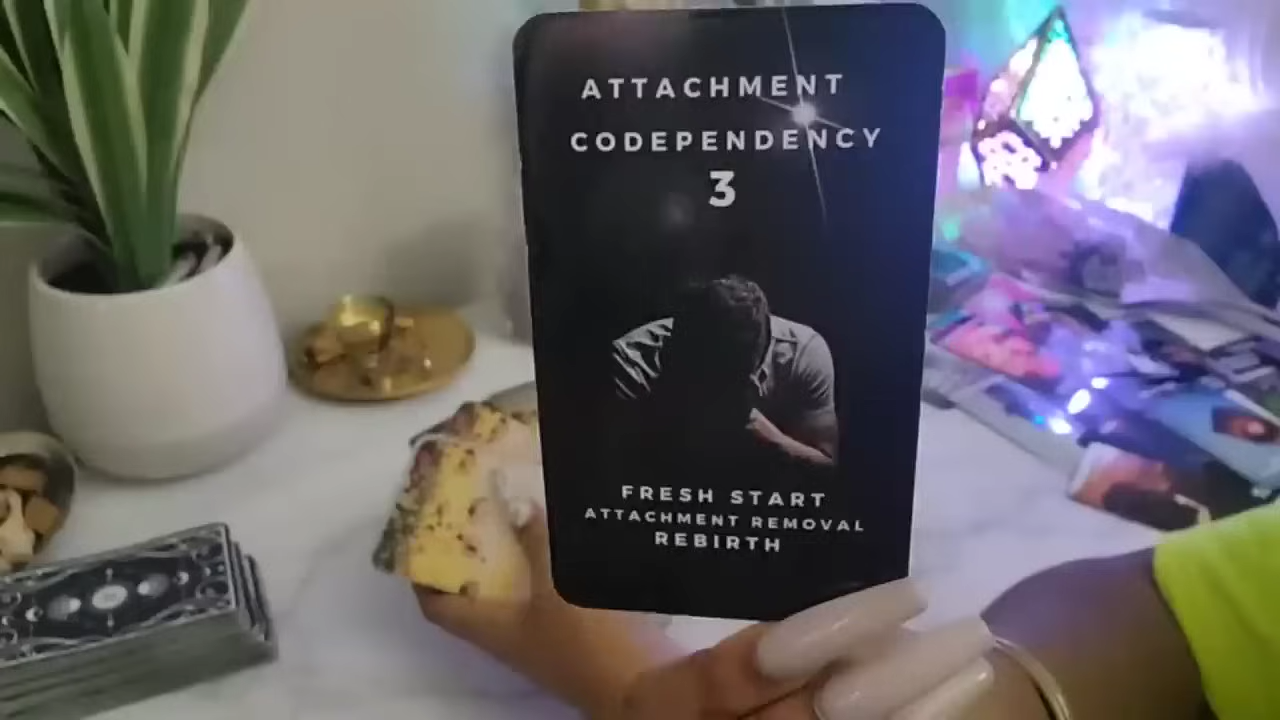 ATTACHMENT
CODEPENDENCY
3
FRESH START
ATTACHMENT REMOVAL
REBIRTH